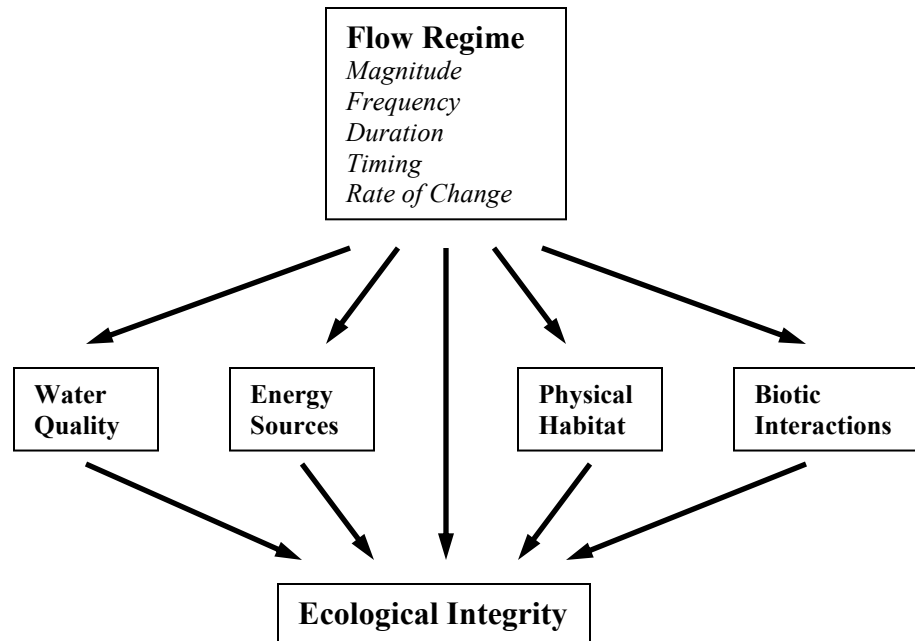 Flow Regime
Magnitude
Frequency
Duration
Timing
Rate of Change
Water
Quality
Energy
Sources
Physical
Habitat
Biotic
Interactions
Ecological Integrity